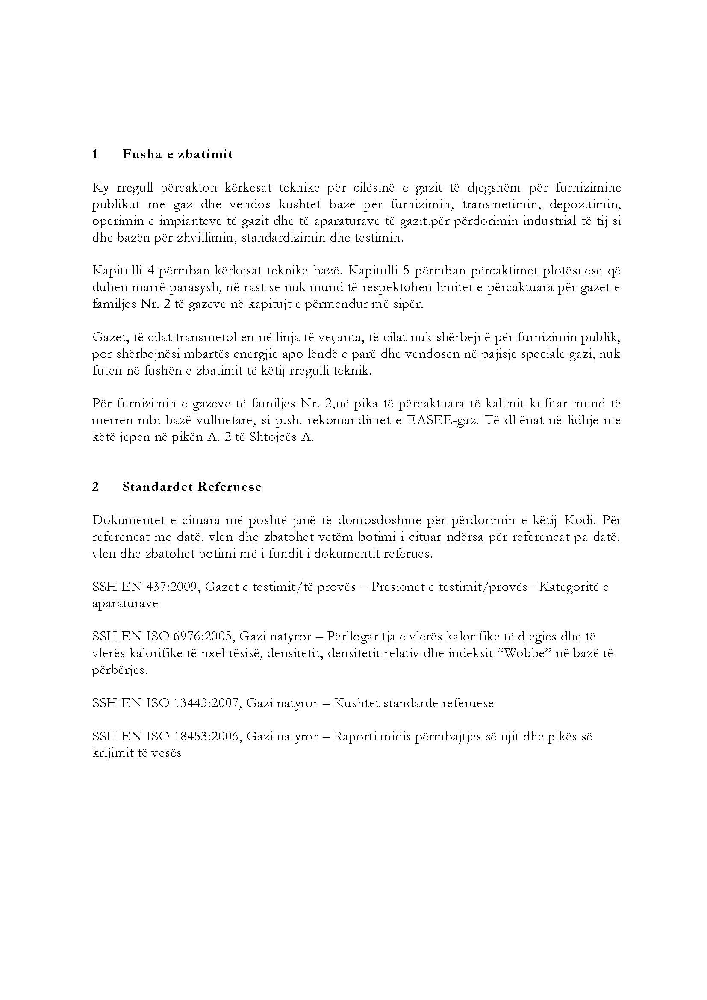 1 Fusha e zbatimit
Ky rregull përcakton kërkesat teknike për cilësinë e gazit të djegshëm për furnizimine
publikut me gaz dhe vendos kushtet bazë për furnizimin, transmetimin, depozitimin,
operimin e impianteve të gazit dhe të aparaturave të gazit,për përdorimin industrial të tij si
dhe bazën për zhvillimin, standardizimin dhe testimin.
Kapitulli 4 përmban kërkesat teknike bazë. Kapitulli 5 përmban përcaktimet plotësuese që
duhen marrë parasysh, në rast se nuk mund të respektohen limitet e përcaktuara për gazet e
familjes Nr. 2 të gazeve në kapitujt e përmendur më sipër.
Gazet, të cilat transmetohen në linja të veçanta, të cilat nuk shërbejnë për furnizimin publik,
por shërbejnësi mbartës energjie apo lëndë e parë dhe vendosen në pajisje speciale gazi, nuk
futen në fushën e zbatimit të këtij rregulli teknik.
Për furnizimin e gazeve të familjes Nr. 2,në pika të përcaktuara të kalimit kufitar mund të
merren mbi bazë vullnetare, si p.sh. rekomandimet e EASEE-gaz. Të dhënat në lidhje me
këtë jepen në pikën A. 2 të Shtojcës A.
2 Standardet Referuese
Dokumentet e cituara më poshtë janë të domosdoshme për përdorimin e këtij Kodi. Për
referencat me datë, vlen dhe zbatohet vetëm botimi i cituar ndërsa për referencat pa datë,
vlen dhe zbatohet botimi më i fundit i dokumentit referues.
SSH EN 437:2009, Gazet e testimit/të provës – Presionet e testimit/provës– Kategoritë e
aparaturave
SSH EN ISO 6976:2005, Gazi natyror – Përllogaritja e vlerës kalorifike të djegies dhe të
vlerës kalorifike të nxehtësisë, densitetit, densitetit relativ dhe indeksit “Wobbe” në bazë të
përbërjes.
SSH EN ISO 13443:2007, Gazi natyror – Kushtet standarde referuese
SSH EN ISO 18453:2006, Gazi natyror – Raporti midis përmbajtjes së ujit dhe pikës së
krijimit të vesës